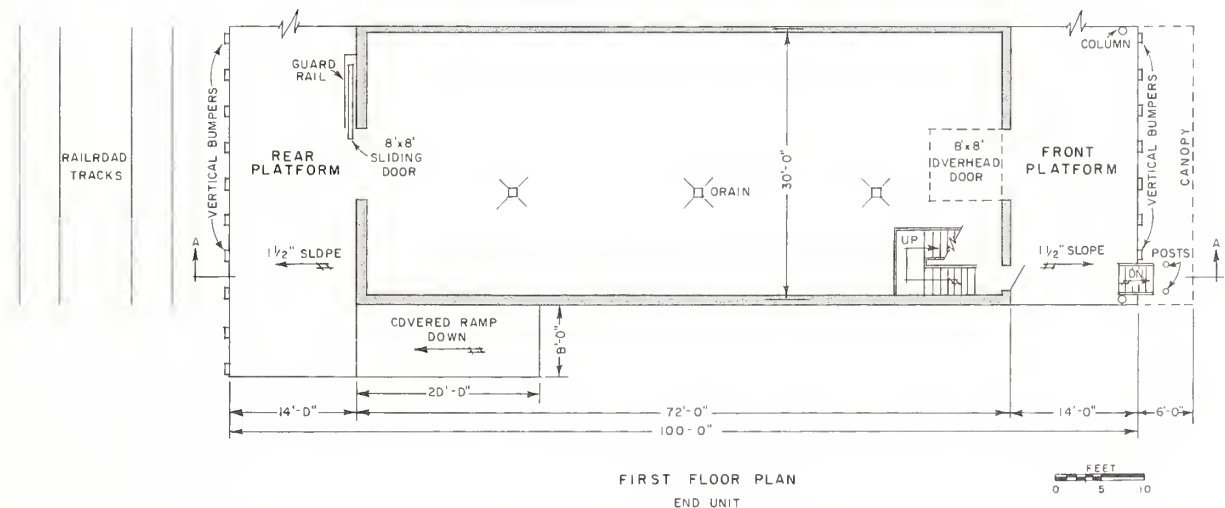 COLUMN
GUARD
RAIL
VERTICAL BUMPERS
8'x8'
SLIDING
DOOR
RAILROAD
TRACKS
REAR
PLATFORM
30'-0"
8'x8'
OVERHEAD
DOOR
FRONT
PLATFORM
VERTICAL BUMPERS
CANOPY
DRAIN
A
1 1/2" SLOPE
UP
1 1/2" SLOPE
POSTS
A
DN
COVERED RAMP
DOWN
8'-0"
20'-0"
14'-0"
72'-0"
14'-0"
6'-0"
100'-0"
FIRST FLOOR PLAN
END UNIT
FEET
0 5 10